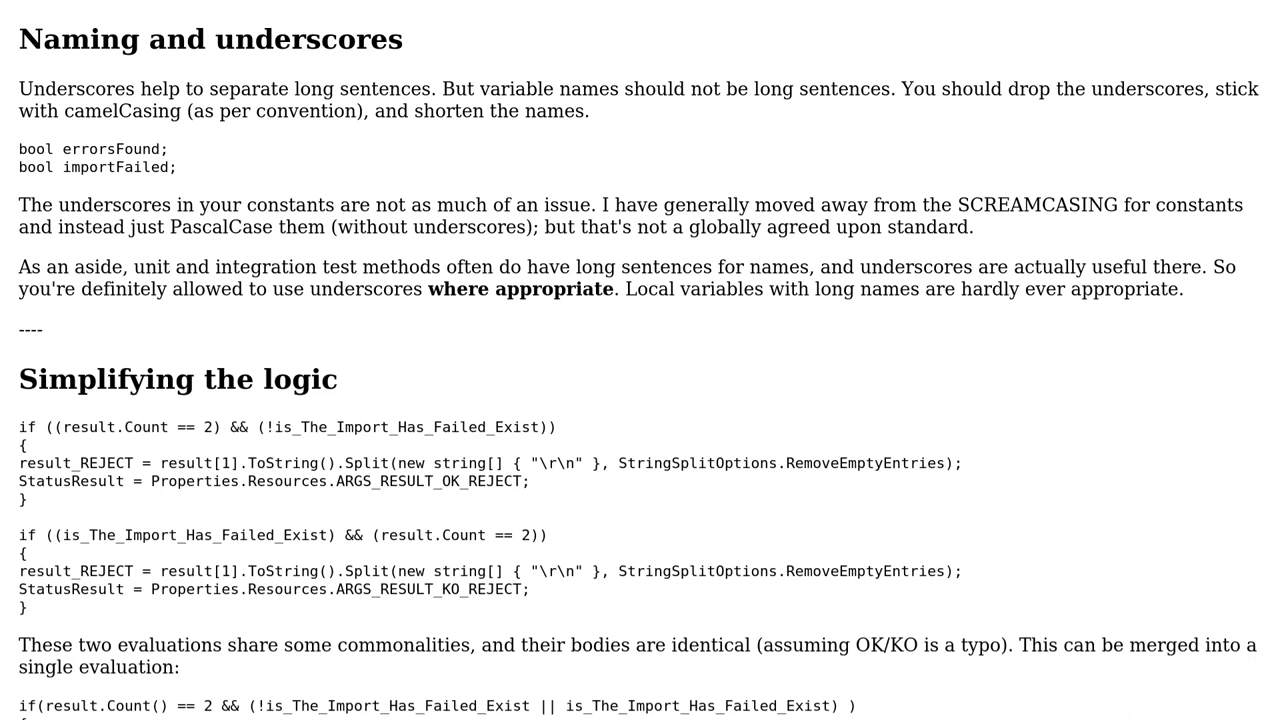 Naming and underscores
Underscores help to separate long sentences. But variable names should not be long sentences. You should drop the underscores, stick
with camelCasing (as per convention), and shorten the names.
bool errorsFound;
bool importFailed;
The underscores in your constants are not as much of an issue. I have generally moved away from the SCREAMCASING for constants
and instead just PascalCase them (without underscores); but that's not a globally agreed upon standard.
As an aside, unit and integration test methods often do have long sentences for names, and underscores are actually useful there. So
you're definitely allowed to use underscores where appropriate. Local variables with long names are hardly ever appropriate.
----
Simplifying the logic
if ((result.Count == 2) && (!is_The_Import_Has_Failed_Exist))
{
result_REJECT = result[1].ToString().Split(new string[] { "\r\n" }, StringSplitOptions.RemoveEmptyEntries);
StatusResult = Properties.Resources.ARGS_RESULT_OK_REJECT;
}
if ((is_The_Import_Has_Failed_Exist) && (result.Count == 2))
{
result_REJECT = result[1].ToString().Split(new string[] { "\r\n" }, StringSplitOptions.RemoveEmptyEntries);
StatusResult = Properties.Resources.ARGS_RESULT_KO_REJECT;
}
These two evaluations share some commonalities, and their bodies are identical (assuming OK/KO is a typo). This can be merged into a
single evaluation:
if(result.Count() == 2 && (!is_The_Import_Has_Failed_Exist || is_The_Import_Has_Failed_Exist) )